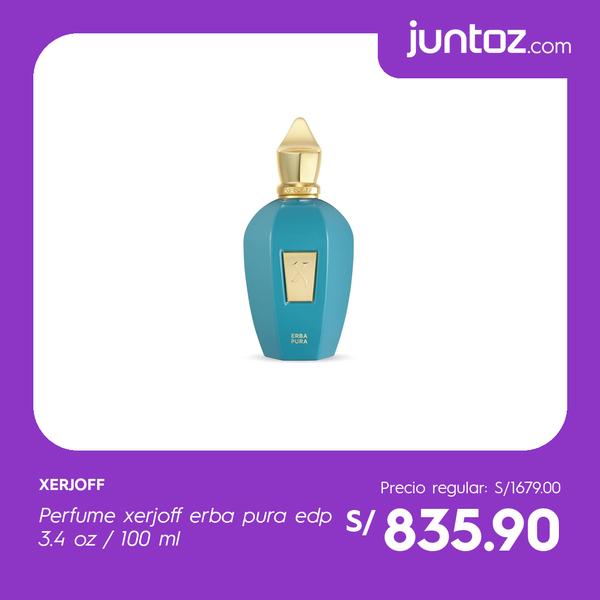 juntoz.com
ERBA
PURA
XERJOFF
Precio regular: S/1679.00
Perfume xerjoff erba pura edp
3.4 oz / 100 ml
S/ 835.90